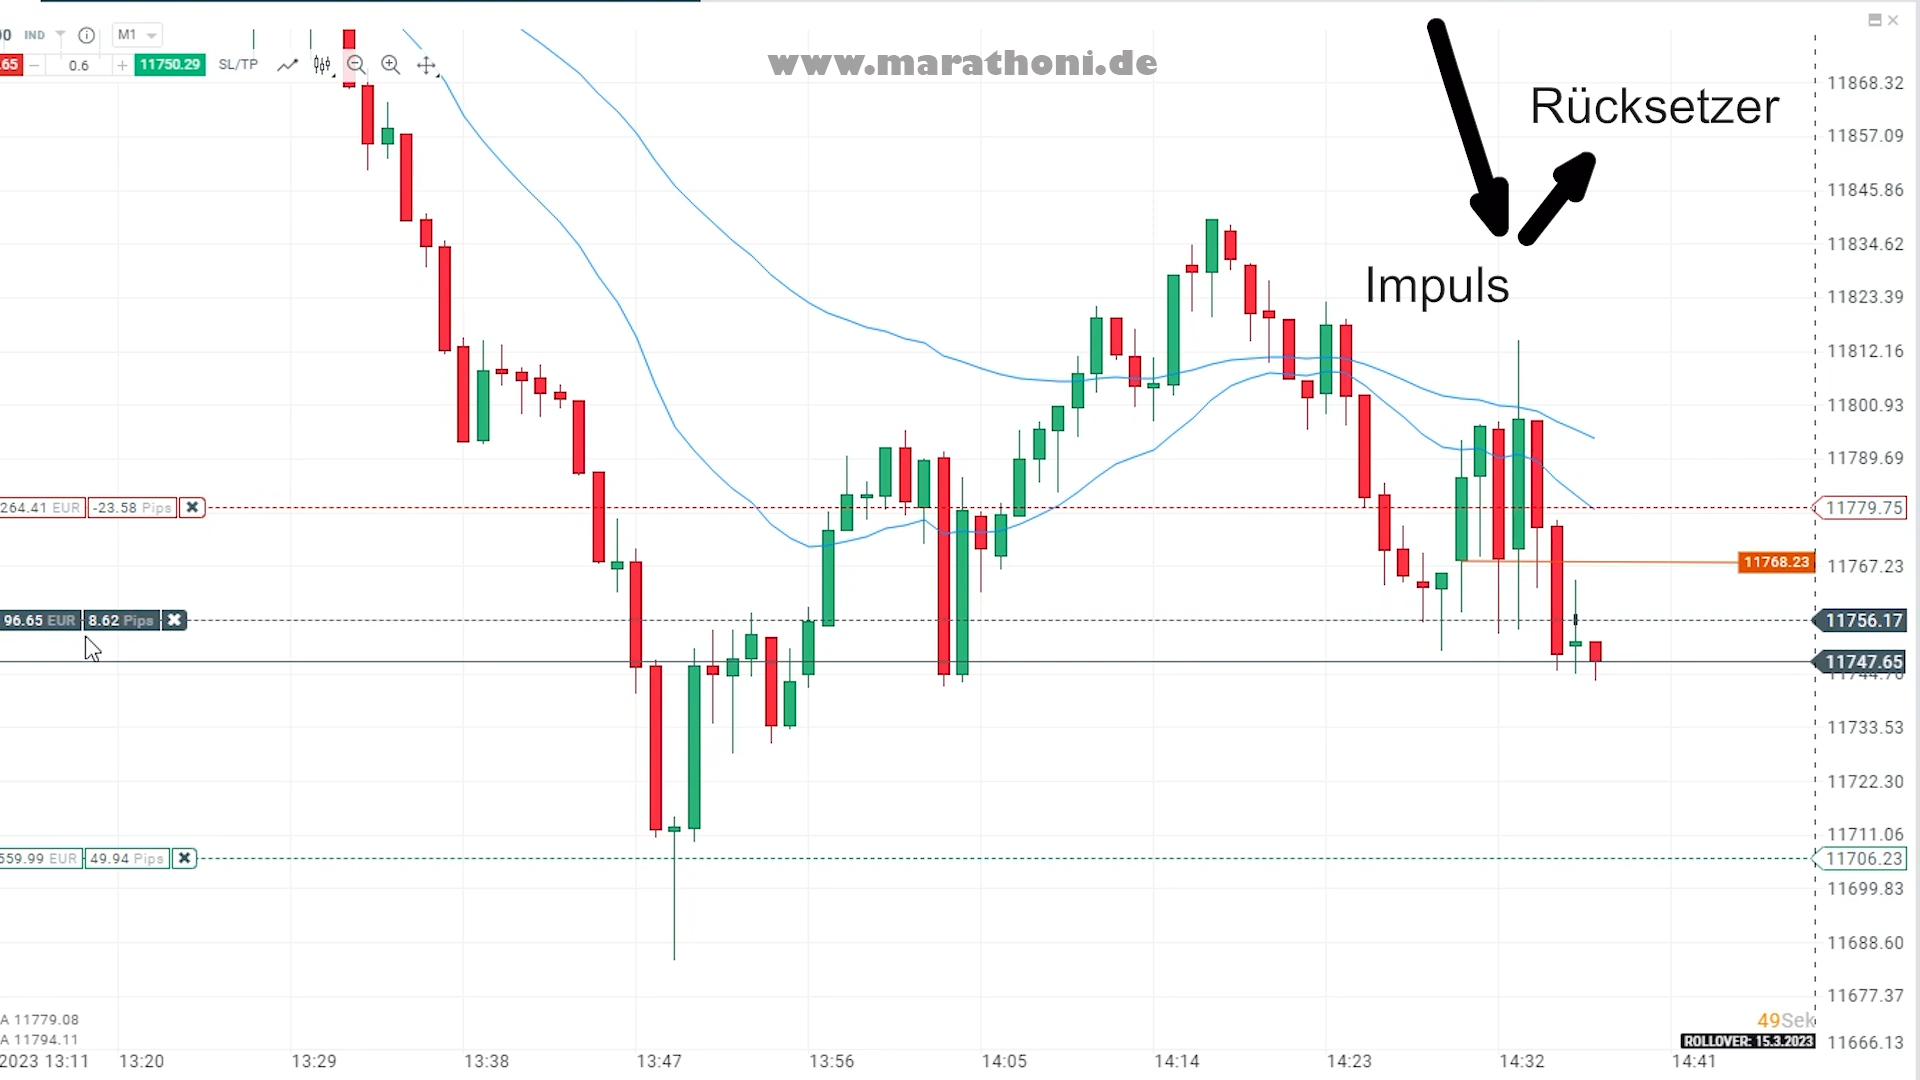 00 IND M1
.65 0.6 11750.29 SL/TP
www.marathoni.de
11868.32
Rücksetzer
11857.09
11845.86
11834.62
Impuls
11823.39
11812.16
11800.93
11789.69
264.41 EUR -23.58 Pips 11779.75
11768.23
11767.23
96.65 EUR 8.62 Pips 11756.17
11747.65
11733.53
11722.30
11711.06
559.99 EUR 49.94 Pips 11706.23
11699.83
11688.60
11677.37
A 11779.08 49Sek
A 11794.11 ROLLOVER: 15.3.2023 11666.13
2023 13:11 13:20 13:29 13:38 13:47 13:56 14:05 14:14 14:23 14:32 14:41